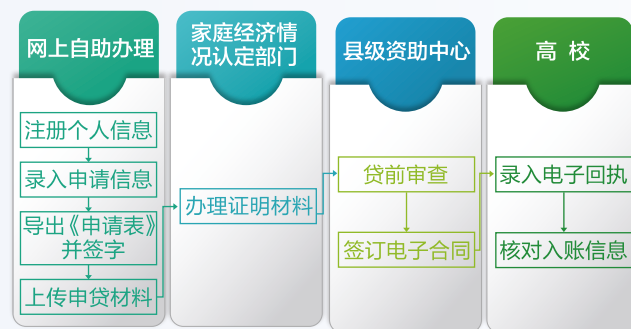 网上自助办理
注册个人信息
录入申请信息
导出《申请表》
并签字
上传申贷材料
家庭经济情
况认定部门
办理证明材料
县级资助中心
贷前审查
签订电子合同
高 校
录入电子回执
核对入账信息